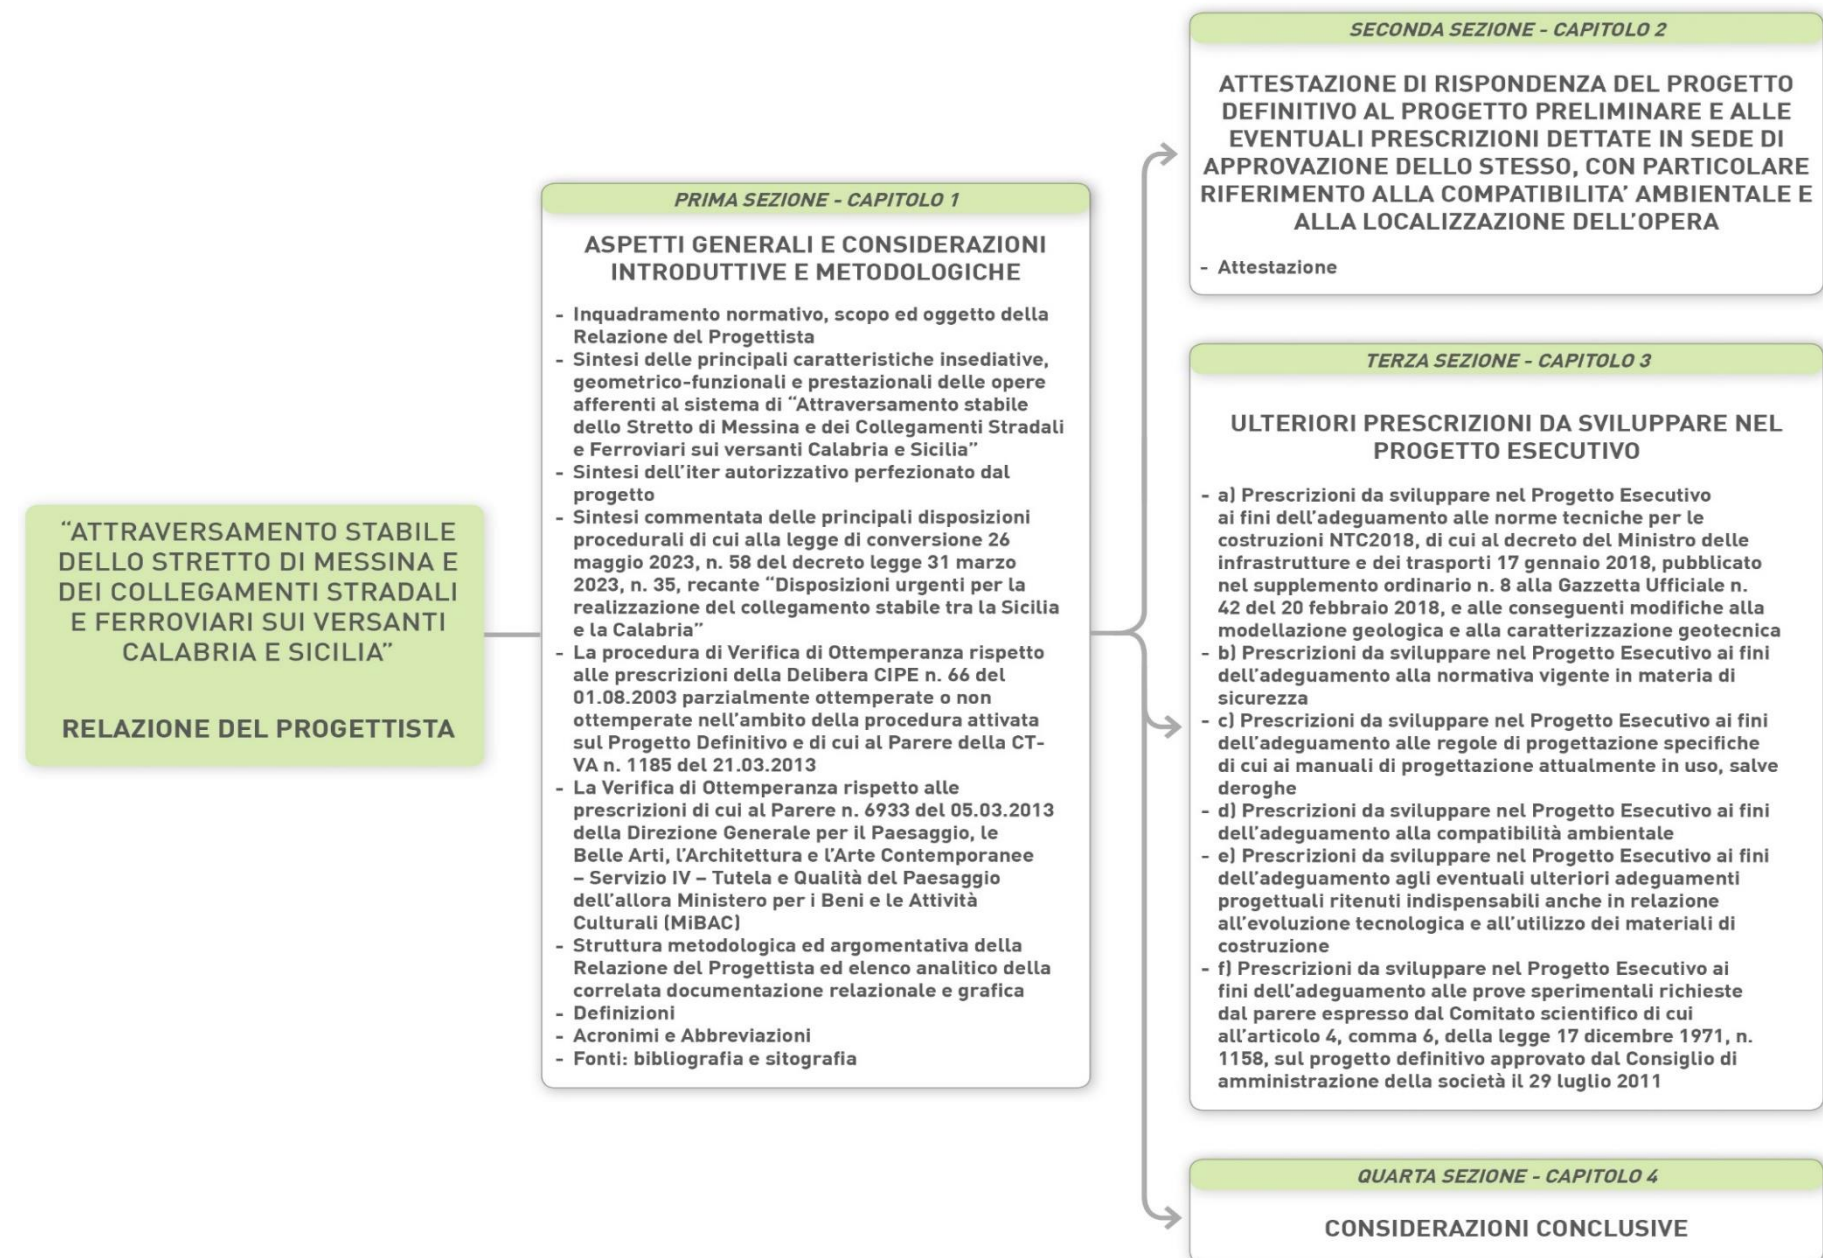 “ATTRAVERSAMENTO STABILE
DELLO STRETTO DI MESSINA E
DEI COLLEGAMENTI STRADALI
E FERROVIARI SUI VERSANTI
CALABRIA E SICILIA”
RELAZIONE DEL PROGETTISTA
PRIMA SEZIONE - CAPITOLO 1
ASPETTI GENERALI E CONSIDERAZIONI
INTRODUTTIVE E METODOLOGICHE
- Inquadramento normativo, scopo ed oggetto della
Relazione del Progettista
- Sintesi delle principali caratteristiche insediative,
geometrico-funzionali e prestazionali delle opere
afferenti al sistema di “Attraversamento stabile
dello Stretto di Messina e dei Collegamenti Stradali
e Ferroviari sui versanti Calabria e Sicilia”
- Sintesi dell’iter autorizzativo perfezionato dal
progetto
- Sintesi commentata delle principali disposizioni
procedurali di cui alla legge di conversione 26
maggio 2023, n. 58 del decreto legge 31 marzo
2023, n. 35, recante “Disposizioni urgenti per la
realizzazione del collegamento stabile tra la Sicilia
e la Calabria”
- La procedura di Verifica di Ottemperanza rispetto
alle prescrizioni della Delibera CIPE n. 66 del
01.08.2003 parzialmente ottemperate o non
ottemperate nell’ambito della procedura attivata
sul Progetto Definitivo e di cui al Parere della CT-
VA n. 1185 del 21.03.2013
- La Verifica di Ottemperanza rispetto alle
prescrizioni di cui al Parere n. 6933 del 05.03.2013
della Direzione Generale per il Paesaggio, le
Belle Arti, l’Architettura e l’Arte Contemporanee
– Servizio IV – Tutela e Qualità del Paesaggio
dell’allora Ministero per i Beni e le Attività
Culturali (MiBAC)
- Struttura metodologica ed argomentativa della
Relazione del Progettista ed elenco analitico della
correlata documentazione relazionale e grafica
- Definizioni
- Acronimi e Abbreviazioni
- Fonti: bibliografia e sitografia
SECONDA SEZIONE - CAPITOLO 2
ATTESTAZIONE DI RISPONDENZA DEL PROGETTO
DEFINITIVO AL PROGETTO PRELIMINARE E ALLE
EVENTUALI PRESCRIZIONI DETTATE IN SEDE DI
APPROVAZIONE DELLO STESSO, CON PARTICOLARE
RIFERIMENTO ALLA COMPATIBILITA’ AMBIENTALE E
ALLA LOCALIZZAZIONE DELL’OPERA
- Attestazione
TERZA SEZIONE - CAPITOLO 3
ULTERIORI PRESCRIZIONI DA SVILUPPARE NEL
PROGETTO ESECUTIVO
- a) Prescrizioni da sviluppare nel Progetto Esecutivo
ai fini dell’adeguamento alle norme tecniche per le
costruzioni NTC2018, di cui al decreto del Ministro delle
infrastrutture e dei trasporti 17 gennaio 2018, pubblicato
nel supplemento ordinario n. 8 alla Gazzetta Ufficiale n.
42 del 20 febbraio 2018, e alle conseguenti modifiche alla
modellazione geologica e alla caratterizzazione geotecnica
- b) Prescrizioni da sviluppare nel Progetto Esecutivo ai fini
dell’adeguamento alla normativa vigente in materia di
sicurezza
- c) Prescrizioni da sviluppare nel Progetto Esecutivo ai fini
dell’adeguamento alle regole di progettazione specifiche
di cui ai manuali di progettazione attualmente in uso, salve
deroghe
- d) Prescrizioni da sviluppare nel Progetto Esecutivo ai fini
dell’adeguamento alla compatibilità ambientale
- e) Prescrizioni da sviluppare nel Progetto Esecutivo ai fini
dell’adeguamento agli eventuali ulteriori adeguamenti
progettuali ritenuti indispensabili anche in relazione
all’evoluzione tecnologica e all’utilizzo dei materiali di
costruzione
- f) Prescrizioni da sviluppare nel Progetto Esecutivo ai
fini dell’adeguamento alle prove sperimentali richieste
dal parere espresso dal Comitato scientifico di cui
all’articolo 4, comma 6, della legge 17 dicembre 1971, n.
1158, sul progetto definitivo approvato dal Consiglio di
amministrazione della società il 29 luglio 2011
QUARTA SEZIONE - CAPITOLO 4
CONSIDERAZIONI CONCLUSIVE